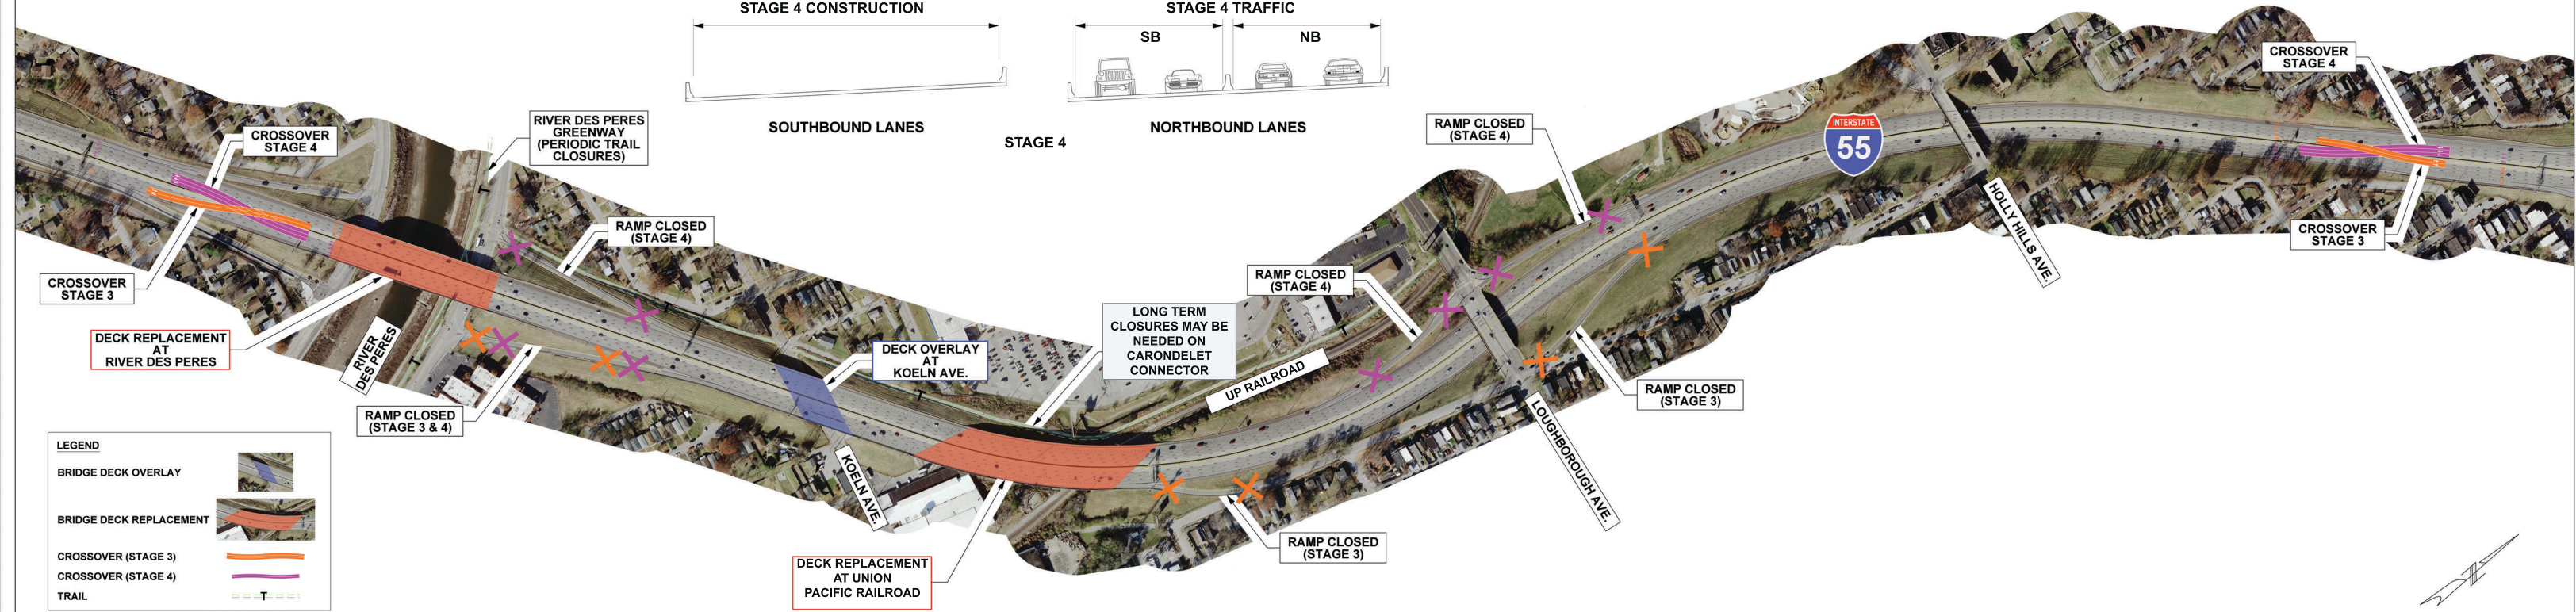 STAGE 4 CONSTRUCTION
STAGE 4 TRAFFIC
SB
NB
SOUTHBOUND LANES
NORTHBOUND LANES
STAGE 4
CROSSOVER
STAGE 4
RIVER DES PERES
GREENWAY
(PERIODIC TRAIL
CLOSURES)
T
RAMP CLOSED
(STAGE 4)
CROSSOVER
STAGE 3
DECK REPLACEMENT
AT
RIVER DES PERES
RIVER
DES PERES
T
T
RAMP CLOSED
(STAGE 3 & 4)
DECK OVERLAY
AT
KOELN AVE.
T
KOELN AVE.
LONG TERM
CLOSURES MAY BE
NEEDED ON
CARONDELET
CONNECTOR
DECK REPLACEMENT
AT UNION
PACIFIC RAILROAD
UP RAILROAD
T
RAMP CLOSED
(STAGE 4)
RAMP CLOSED
(STAGE 4)
RAMP CLOSED
(STAGE 3)
RAMP CLOSED
(STAGE 3)
LOUGHBOROUGH AVE.
INTERSTATE
55
HOLLY HILLS AVE.
CROSSOVER
STAGE 4
CROSSOVER
STAGE 3
LEGEND
BRIDGE DECK OVERLAY
BRIDGE DECK REPLACEMENT
CROSSOVER (STAGE 3)
CROSSOVER (STAGE 4)
TRAIL
T